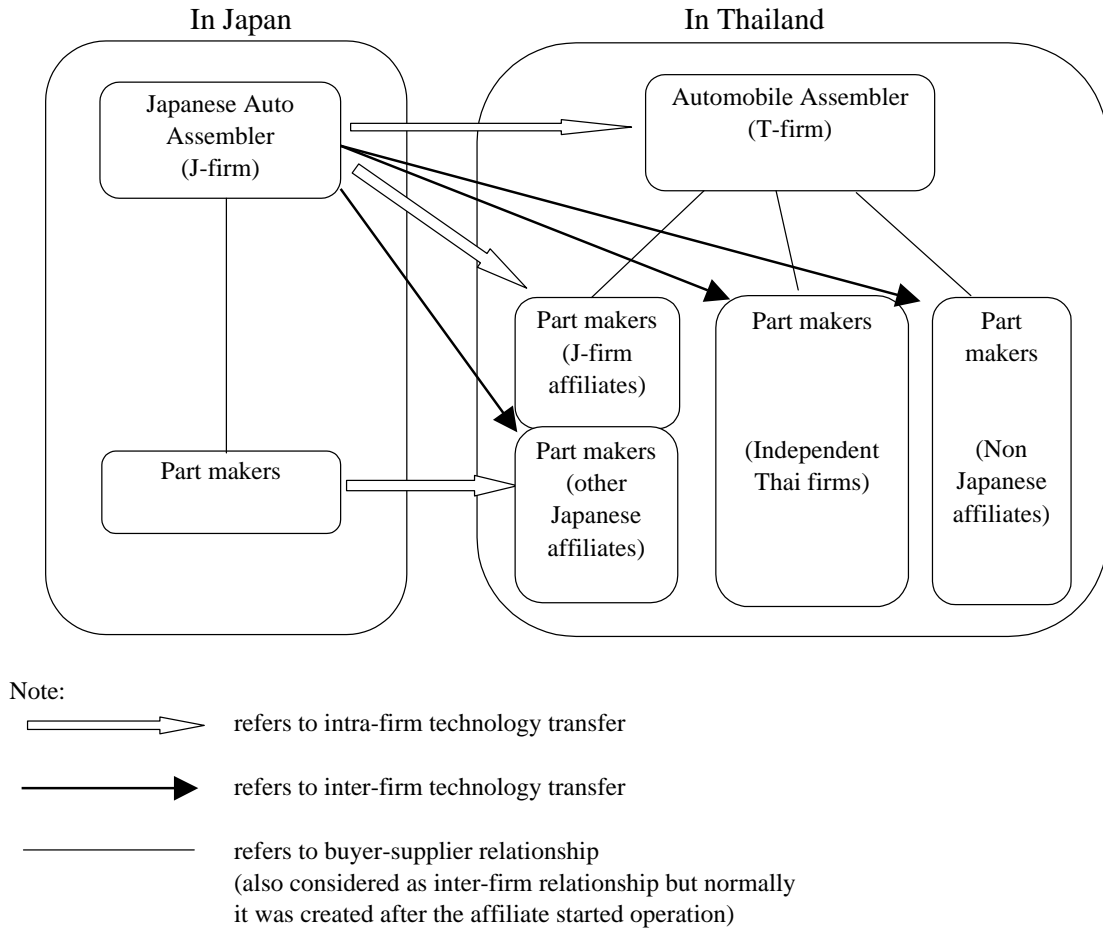 In Japan
In Thailand
Japanese Auto
Assembler
(J-firm)
Automobile Assembler
(T-firm)
Part makers
(J-firm
affiliates)
Part makers
(Independent
Thai firms)
Part
makers
(Non
Japanese
affiliates)
Part makers
Part makers
(other
Japanese
affiliates)
Note:
refers to intra-firm technology transfer
refers to inter-firm technology transfer
refers to buyer-supplier relationship
(also considered as inter-firm relationship but normally
it was created after the affiliate started operation)